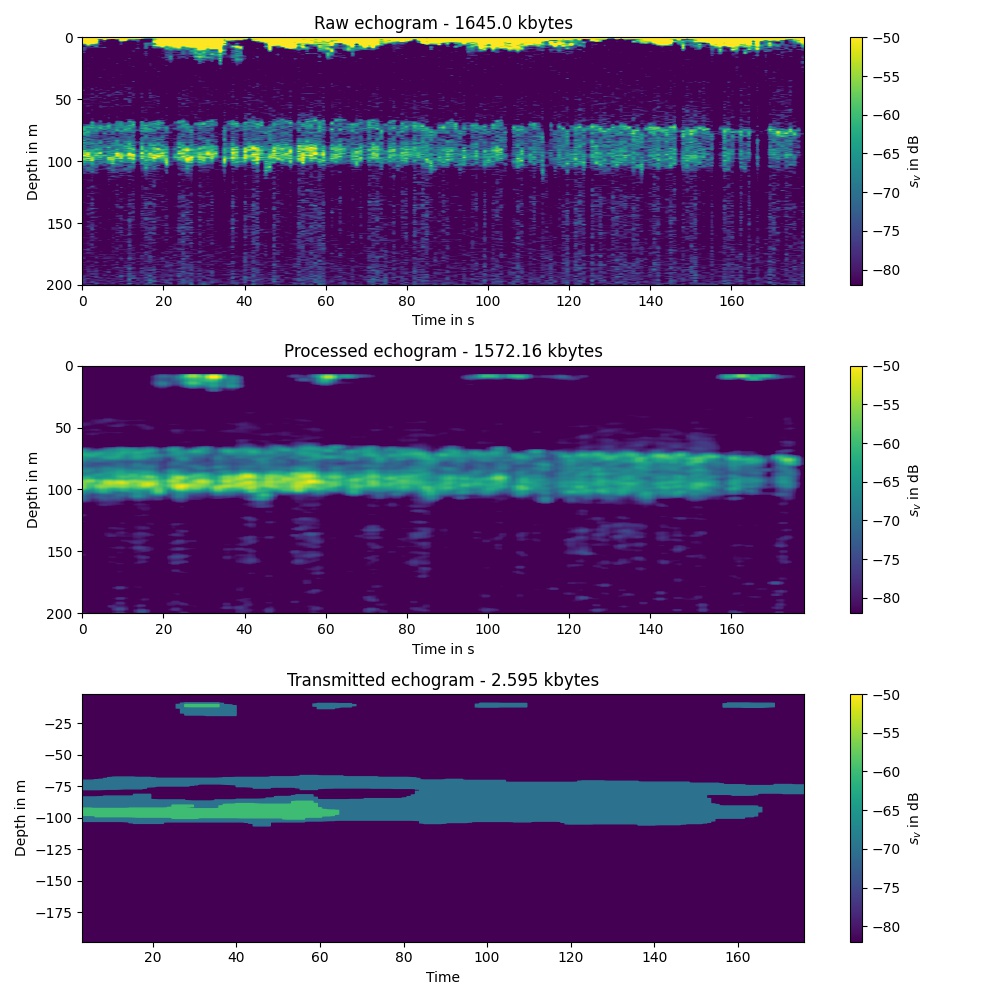 Raw echogram - 1645.0 kbytes
0
50
100
150
200
Depth in m
0 20 40 60 80 100 120 140 160
Time in s
−50
−55
−60
−65
−70
−75
−80
sv in dB
Processed echogram - 1572.16 kbytes
0
50
100
150
200
Depth in m
0 20 40 60 80 100 120 140 160
Time in s
−50
−55
−60
−65
−70
−75
−80
sv in dB
Transmitted echogram - 2.595 kbytes
−25
−50
−75
−100
−125
−150
−175
Depth in m
20 40 60 80 100 120 140 160
Time
−50
−55
−60
−65
−70
−75
−80
sv in dB